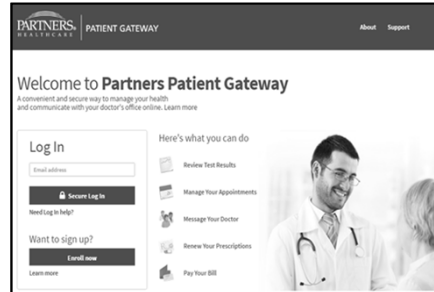 PARTNERS.
HEALTHCARE
PATIENT GATEWAY
About Support
Welcome to Partners Patient Gateway
A convenient and secure way to manage your health
and communicate with your doctor's office online. Learn more
Log In
Email address
Secure Log In
Need Log In help?
Want to sign up?
Enroll now
Learn more
Here's what you can do
Review Test Results
Manage Your Appointments
Message Your Doctor
Renew Your Prescriptions
Pay Your Bill